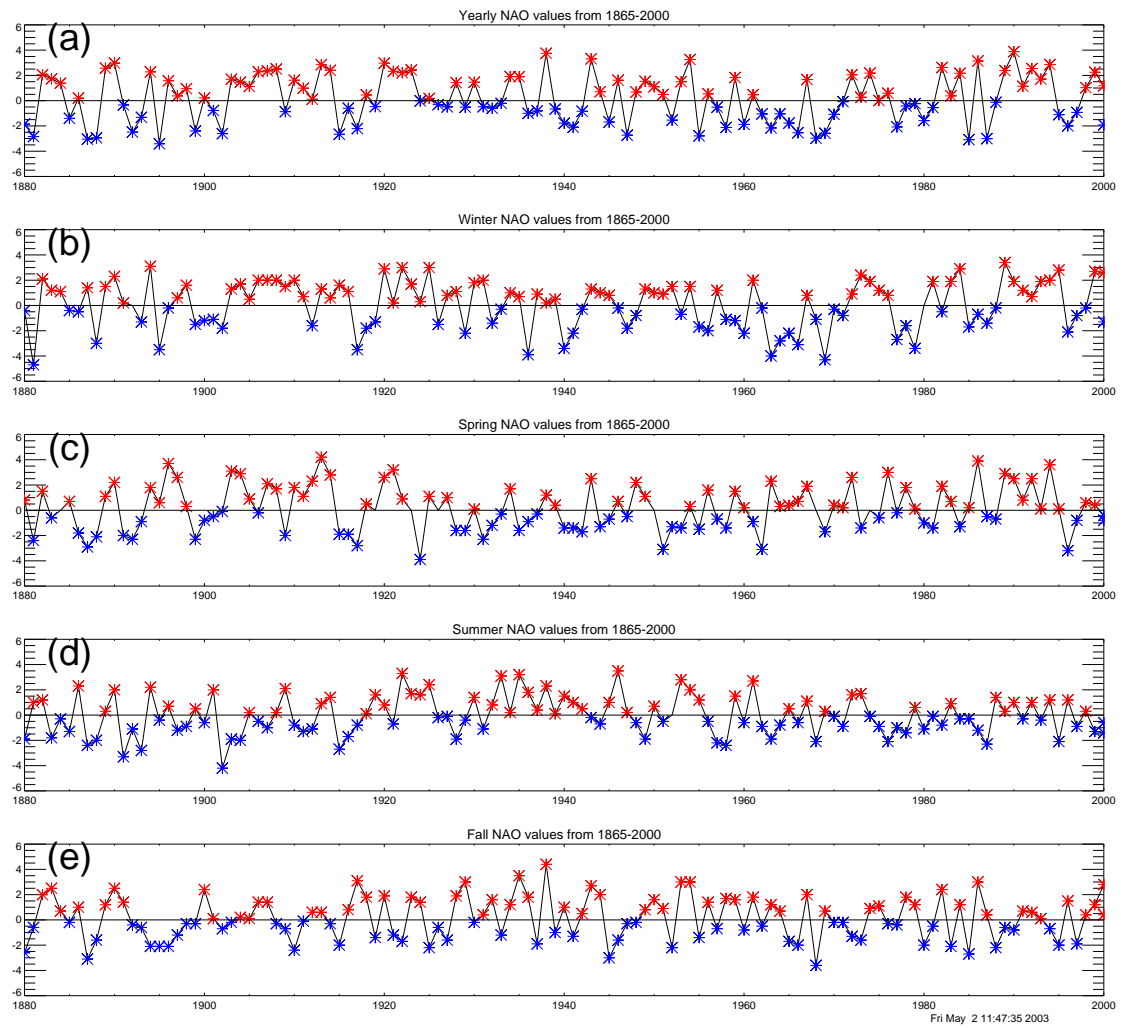 Yearly NAO values from 1865-2000
(a)
6
4
2
0
-2
-4
-6
1880 1900 1920 1940 1960 1980 2000
Winter NAO values from 1865-2000
(b)
6
4
2
0
-2
-4
-6
1880 1900 1920 1940 1960 1980 2000
Spring NAO values from 1865-2000
(c)
6
4
2
0
-2
-4
-6
1880 1900 1920 1940 1960 1980 2000
Summer NAO values from 1865-2000
(d)
6
4
2
0
-2
-4
-6
1880 1900 1920 1940 1960 1980 2000
Fall NAO values from 1865-2000
(e)
6
4
2
0
-2
-4
-6
1880 1900 1920 1940 1960 1980 2000
Fri May 2 11:47:35 2003